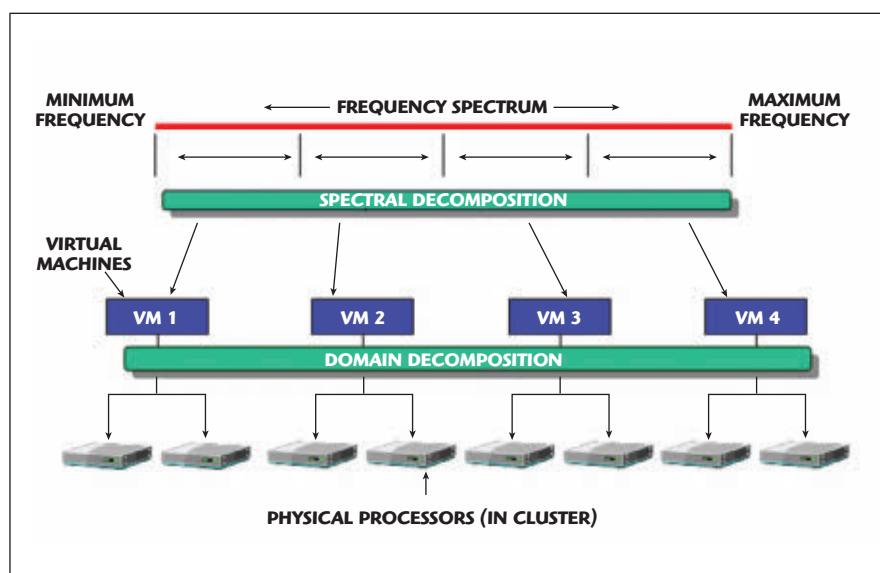 MINIMUM
FREQUENCY
FREQUENCY SPECTRUM
MAXIMUM
FREQUENCY
SPECTRAL DECOMPOSITION
VIRTUAL
MACHINES
VM 1
VM 2
VM 3
VM 4
DOMAIN DECOMPOSITION
PHYSICAL PROCESSORS (IN CLUSTER)